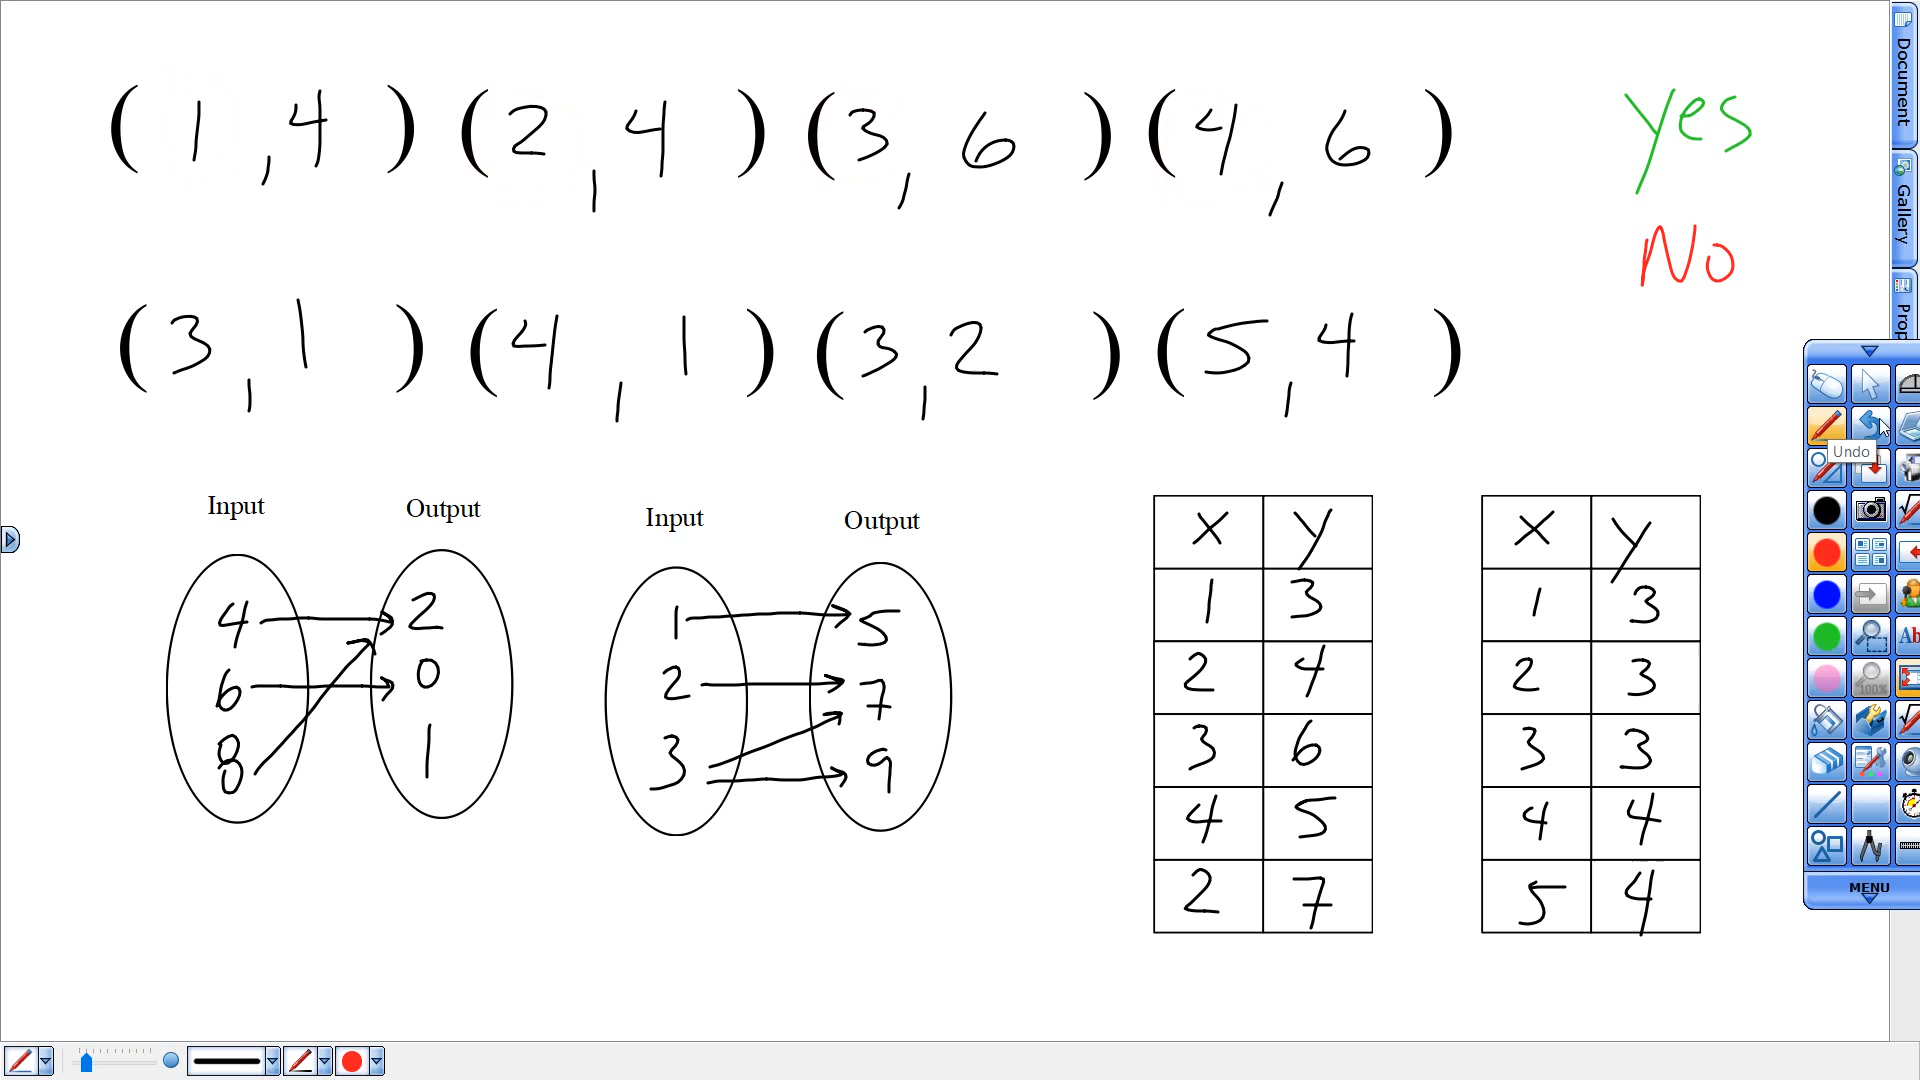 (1,4) (2,4) (3,6) (4,6)
Yes
No
(3,1) (4,1) (3,2) (5,4)
Input Output
4 2
6 0
8 1
Input Output
1 5
2 7
3 9
x y
1 3
2 4
3 6
4 5
2 7
x y
1 3
2 3
3 3
4 4
5 4
Document
Gallery
Prop
Undo
100%
Ab
MENU